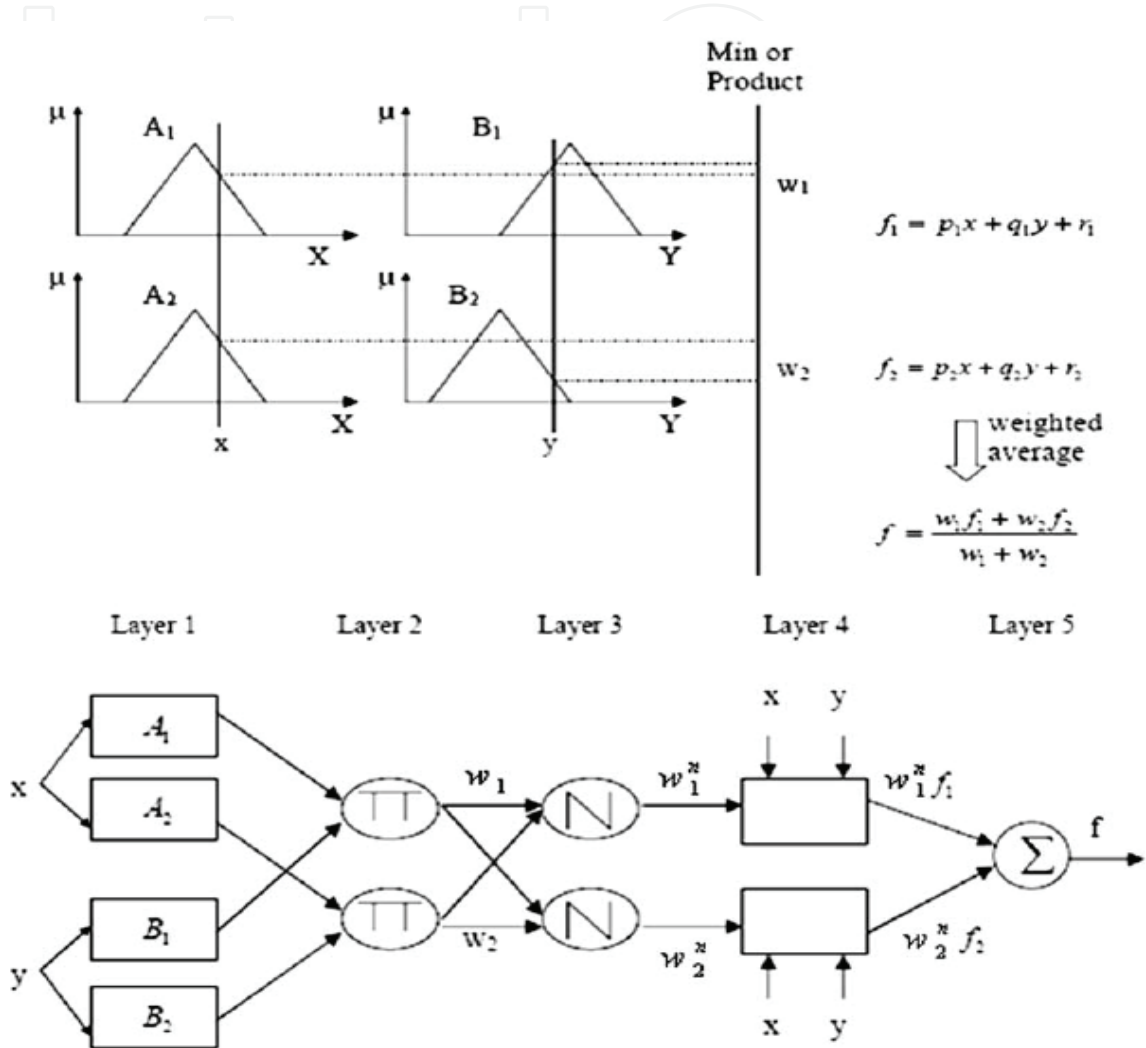 Min or
Product
μ A₁ μ B₁
w₁
f₁ = p₁x + q₁y + r₁
X Y
μ A₂ μ B₂
w₂
f₂ = p₂x + q₂y + r₂
X Y
x y
weighted
average
f = (w₁f₁ + w₂f₂) / (w₁ + w₂)
Layer 1 Layer 2 Layer 3 Layer 4 Layer 5
x y
A₁
x
A₂
Π w₁ N w₁ⁿ w₁ⁿ f₁
Σ f
B₁
Π w₂ N w₂ⁿ w₂ⁿ f₂
y
B₂
x y